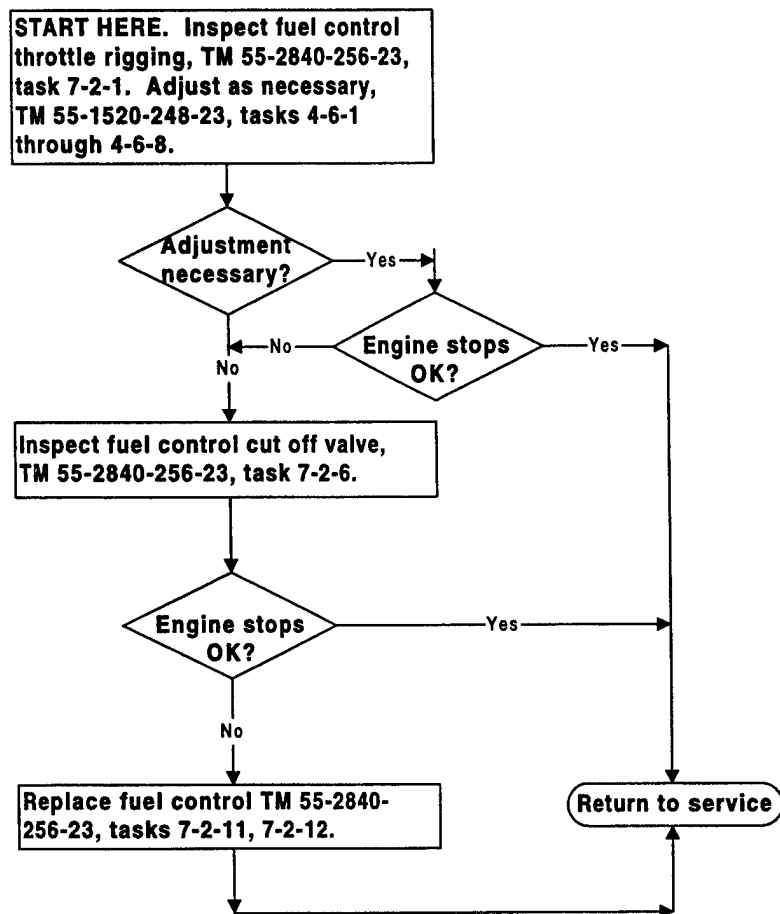 START HERE. Inspect fuel control
throttle rigging, TM 55-2840-256-23,
task 7-2-1. Adjust as necessary,
TM 55-1520-248-23, tasks 4-6-1
through 4-6-8.
Adjustment
necessary?
Yes
Engine stops
OK?
No
Yes
No
Inspect fuel control cut off valve,
TM 55-2840-256-23, task 7-2-6.
Engine stops
OK?
Yes
No
Replace fuel control TM 55-2840-
256-23, tasks 7-2-11, 7-2-12.
Return to service